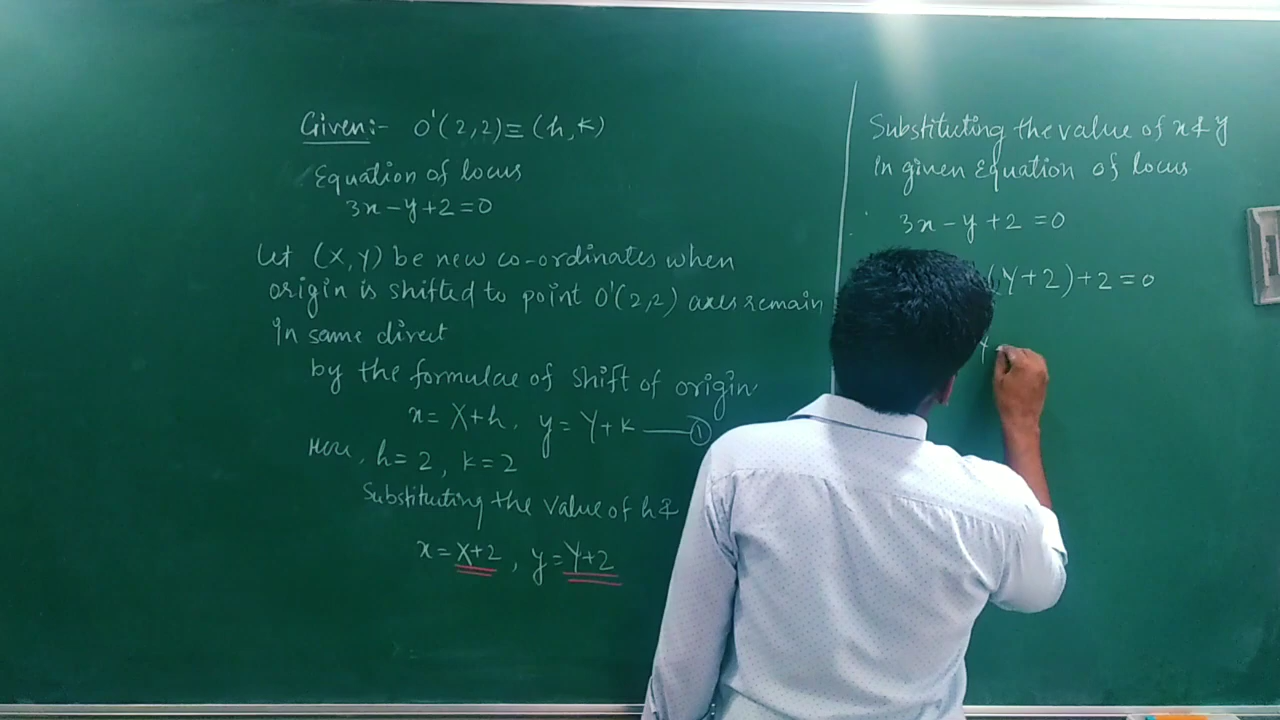 Given:- O'(2,2) ≡ (h,k)
Equation of locus
3x-y+2=0
Let (X,Y) be new co-ordinates when
origin is shifted to point O'(2,2) axes remain
in same direct
by the formulae of shift of origin
x= X+h, y= Y+k ①
Here, h=2, k=2
Substituting the value of h &
x= X+2, y= Y+2
Substituting the value of x & y
in given Equation of locus
3x-y+2 =0
(Y+2)+2=0